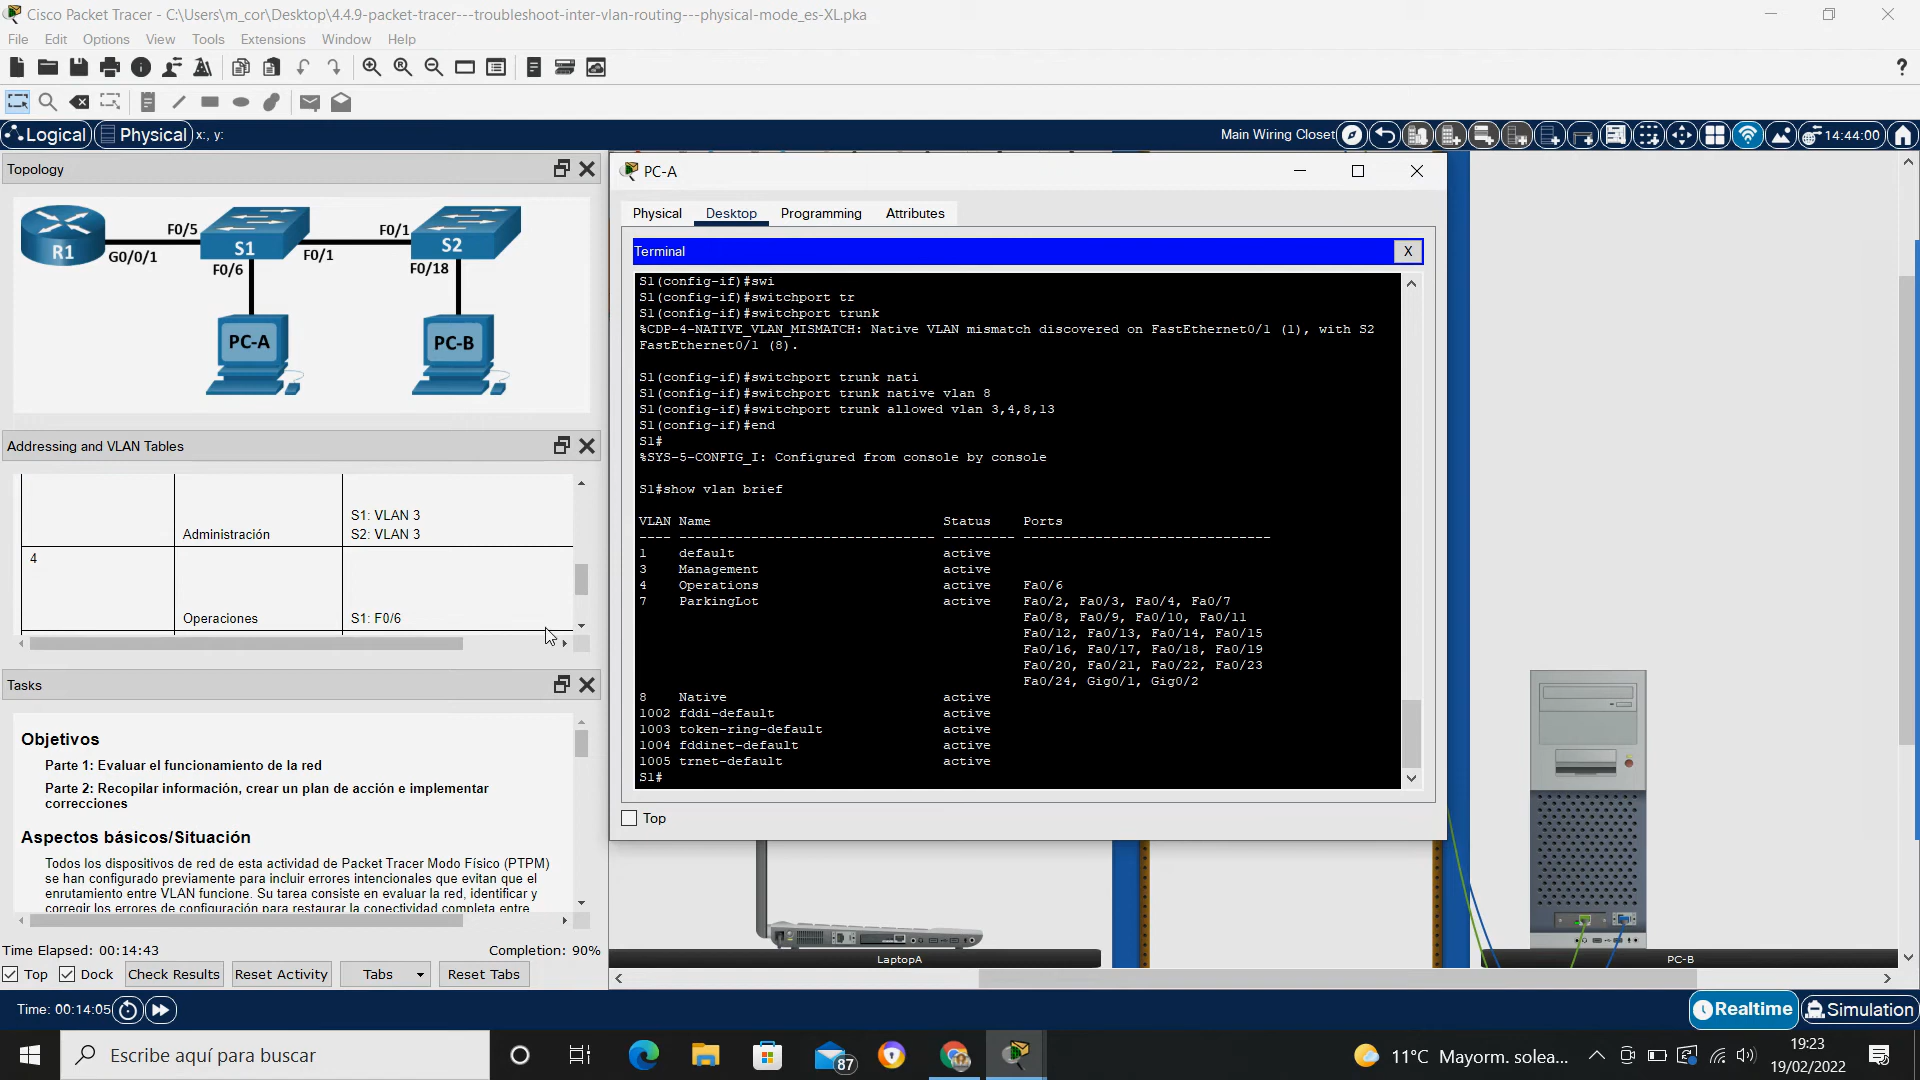 Cisco Packet Tracer - C:\Users\m_cor\Desktop\4.4.9-packet-tracer---troubleshoot-inter-vlan-routing---physical-mode_es-XL.pka
File Edit Options View Tools Extensions Window Help
?
Logical Physical x:, y:
Main Wiring Closet 14:44:00
Topology
R1
G0/0/1
F0/5
S1
F0/6
F0/1
F0/1
S2
F0/18
PC-A
PC-B
Addressing and VLAN Tables
Administración
S1: VLAN 3
S2: VLAN 3
4
Operaciones
S1: F0/6
Tasks
Objetivos
Parte 1: Evaluar el funcionamiento de la red
Parte 2: Recopilar información, crear un plan de acción e implementar
correcciones
Aspectos básicos/Situación
Todos los dispositivos de red de esta actividad de Packet Tracer Modo Físico (PTPM)
se han configurado previamente para incluir errores intencionales que evitan que el
enrutamiento entre VLAN funcione. Su tarea consiste en evaluar la red, identificar y
corregir los errores de configuración para restaurar la conectividad completa entre
Time Elapsed: 00:14:43
Completion: 90%
Top Dock Check Results Reset Activity Tabs Reset Tabs
PC-A
Physical Desktop Programming Attributes
Terminal
X
S1(config-if)#swi
S1(config-if)#switchport tr
S1(config-if)#switchport trunk
%CDP-4-NATIVE_VLAN_MISMATCH: Native VLAN mismatch discovered on FastEthernet0/1 (1), with S2
FastEthernet0/1 (8).
S1(config-if)#switchport trunk nati
S1(config-if)#switchport trunk native vlan 8
S1(config-if)#switchport trunk allowed vlan 3,4,8,13
S1(config-if)#end
S1#
%SYS-5-CONFIG_I: Configured from console by console
S1#show vlan brief
VLAN Name Status Ports
---- -------------------------------- --------- -------------------------------
1 default active
3 Management active
4 Operations active Fa0/6
7 ParkingLot active Fa0/2, Fa0/3, Fa0/4, Fa0/7
Fa0/8, Fa0/9, Fa0/10, Fa0/11
Fa0/12, Fa0/13, Fa0/14, Fa0/15
Fa0/16, Fa0/17, Fa0/18, Fa0/19
Fa0/20, Fa0/21, Fa0/22, Fa0/23
Fa0/24, Gig0/1, Gig0/2
8 Native active
1002 fddi-default active
1003 token-ring-default active
1004 fddinet-default active
1005 trnet-default active
S1#
Top
LaptopA
PC-B
Time: 00:14:05
Realtime
Simulation
Escribe aquí para buscar
87
11°C Mayorm. solea...
19:23
19/02/2022